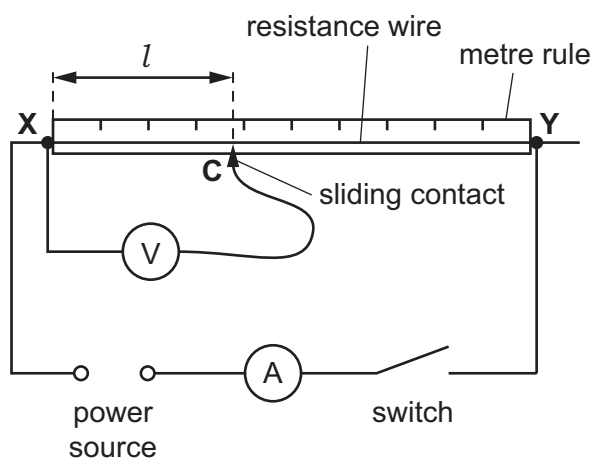 resistance wire
metre rule
l
X
Y
C
sliding contact
V
A
power
source
switch